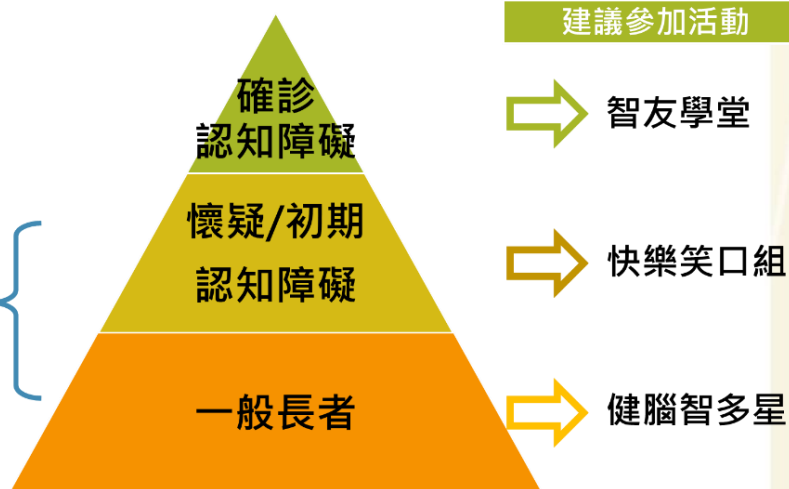 建議參加活動
確診
認知障礙
智友學堂
懷疑/初期
認知障礙
快樂笑口組
一般長者
健腦智多星